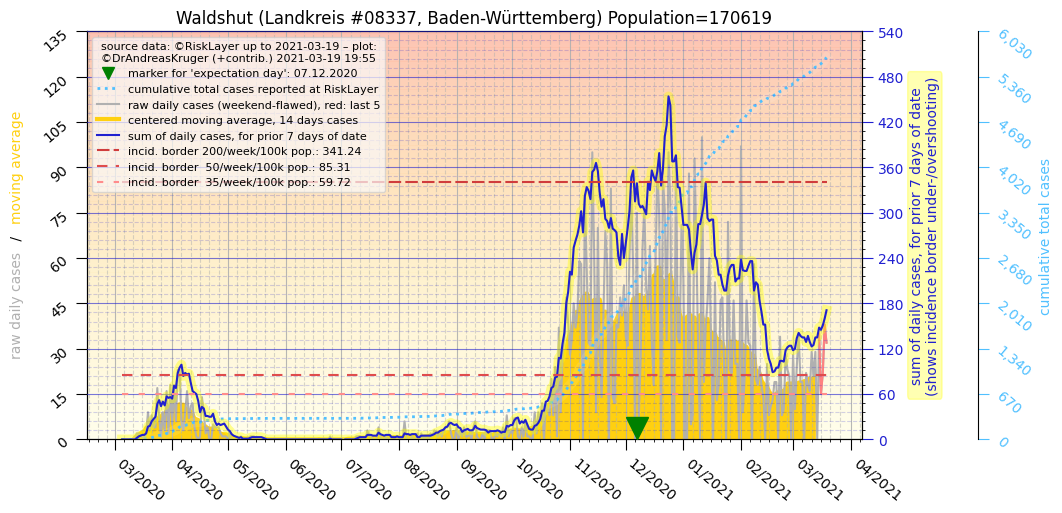 Waldshut (Landkreis #08337, Baden-Württemberg) Population=170619
source data: ©RiskLayer up to 2021-03-19 – plot:
©DrAndreasKruger (+contrib.) 2021-03-19 19:55
marker for 'expectation day': 07.12.2020
cumulative total cases reported at RiskLayer
raw daily cases (weekend-flawed), red: last 5
centered moving average, 14 days cases
sum of daily cases, for prior 7 days of date
incid. border 200/week/100k pop.: 341.24
incid. border  50/week/100k pop.: 85.31
incid. border  35/week/100k pop.: 59.72
raw daily cases / moving average
135
120
105
90
75
60
45
30
15
0
03/2020
04/2020
05/2020
06/2020
07/2020
08/2020
09/2020
10/2020
11/2020
12/2020
01/2021
02/2021
03/2021
04/2021
540
480
420
360
300
240
180
120
60
0
sum of daily cases, for prior 7 days of date
(shows incidence border under-/overshooting)
6,030
5,360
4,690
4,020
3,350
2,680
2,010
1,340
670
0
cumulative total cases